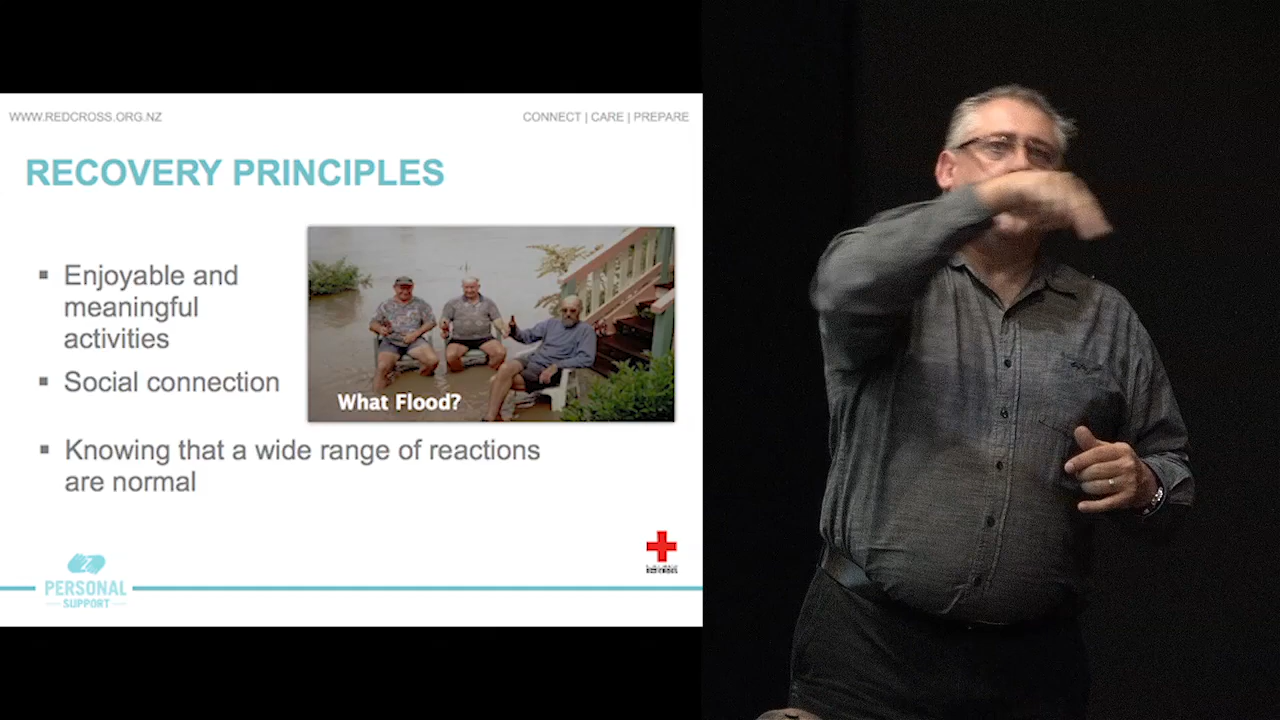 WWW.REDCROSS.ORG.NZ
CONNECT | CARE | PREPARE
RECOVERY PRINCIPLES
▪ Enjoyable and
meaningful
activities
▪ Social connection
What Flood?
▪ Knowing that a wide range of reactions
are normal
PERSONAL
SUPPORT